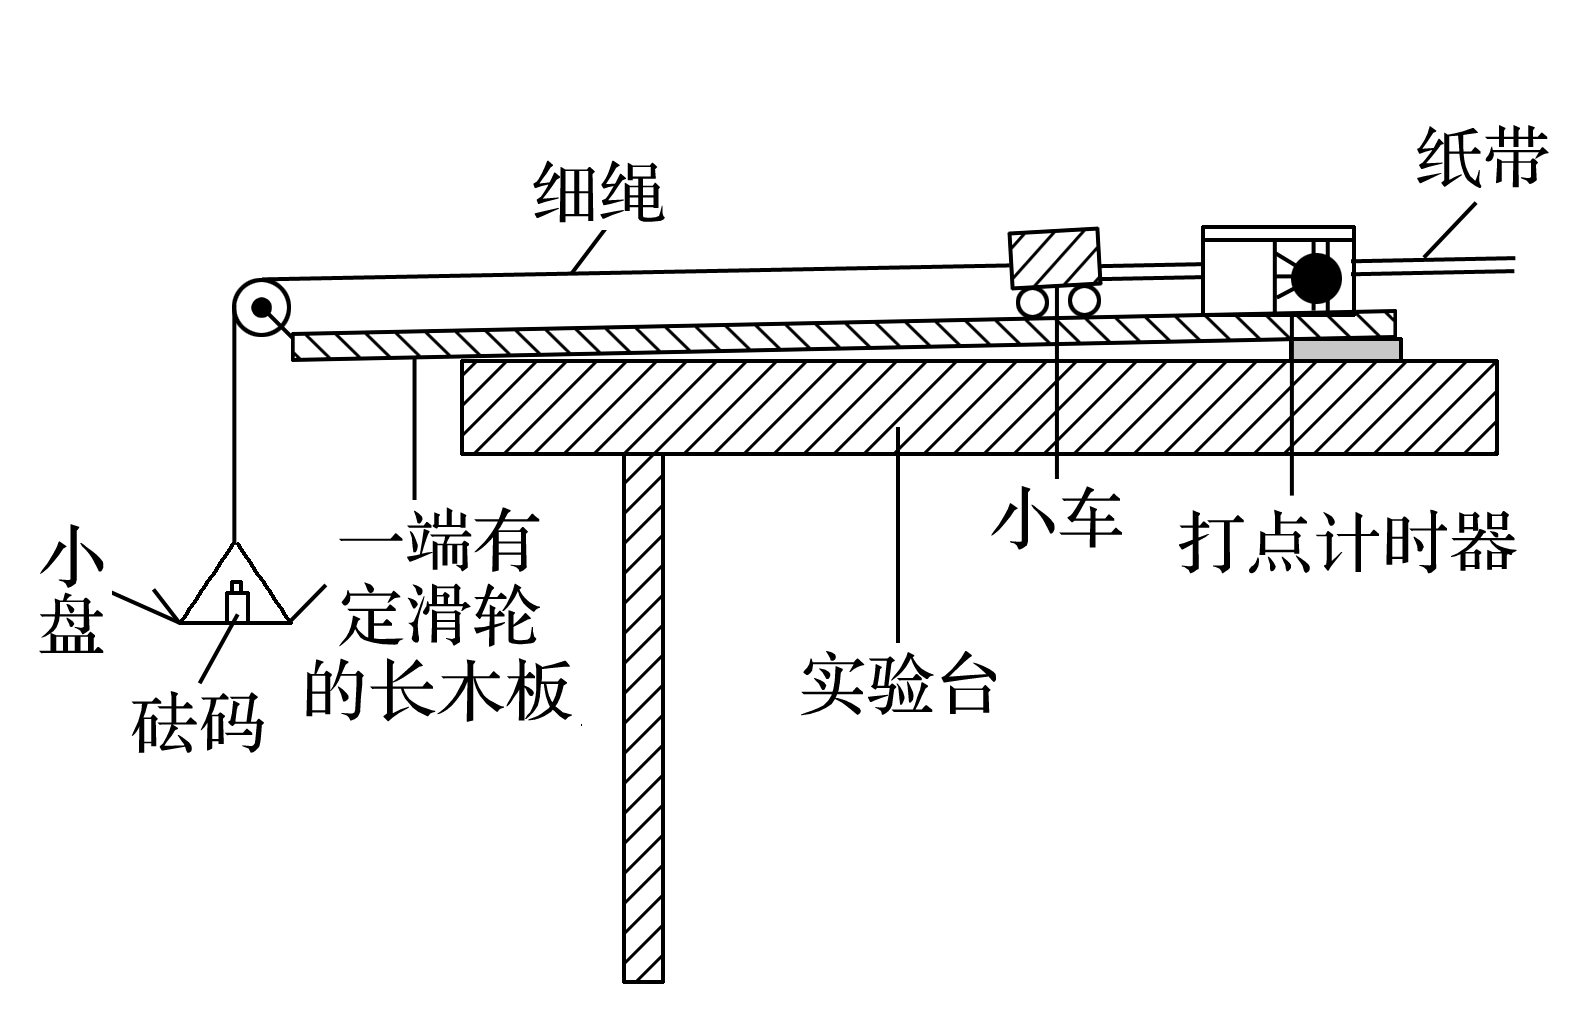 纸带
细绳
小车
打点计时器
小
盘
一端有
定滑轮
的长木板
砝码
实验台